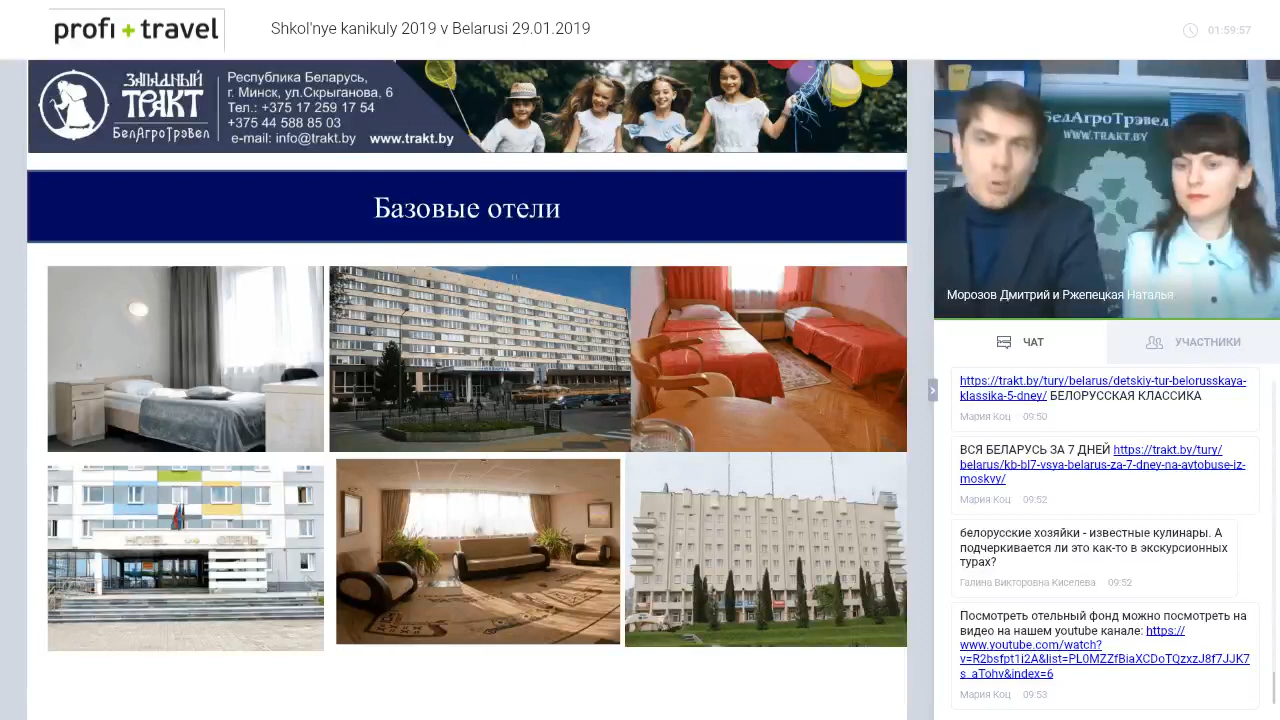 profi + travel
Shkol'nye kanikuly 2019 v Belarusi 29.01.2019
01:59:57
ЗАПАДНЫЙ
ТРАКТ
БелАгроТрэвел
Республика Беларусь,
г. Минск, ул.Скрыганова, 6
Тел.: +375 17 259 17 54
+375 44 588 85 03
e-mail: info@trakt.by www.trakt.by
Базовые отели
БелАгроТрэвел
WWW.TRAKT.BY
Морозов Дмитрий и Ржепецкая Наталья
ЧАТ
УЧАСТНИКИ
https://trakt.by/tury/belarus/detskiy-tur-belorusskaya-
klassika-5-dney/ БЕЛОРУССКАЯ КЛАССИКА
Мария Коц 09:50
ВСЯ БЕЛАРУСЬ ЗА 7 ДНЕЙ https://trakt.by/tury/
belarus/kb-bl7-vsya-belarus-za-7-dney-na-avtobuse-iz-
moskvy/
Мария Коц 09:52
белорусские хозяйки - известные кулинары. А
подчеркивается ли это как-то в экскурсионных
турах?
Галина Викторовна Киселева 09:52
Посмотреть отельный фонд можно посмотреть на
видео на нашем youtube канале: https://
www.youtube.com/watch?
v=R2bsfpt1i2A&list=PL0MZZfBiaXCDoTQzxzJ8f7JJK7
s_aTohv&index=6
Мария Коц 09:53